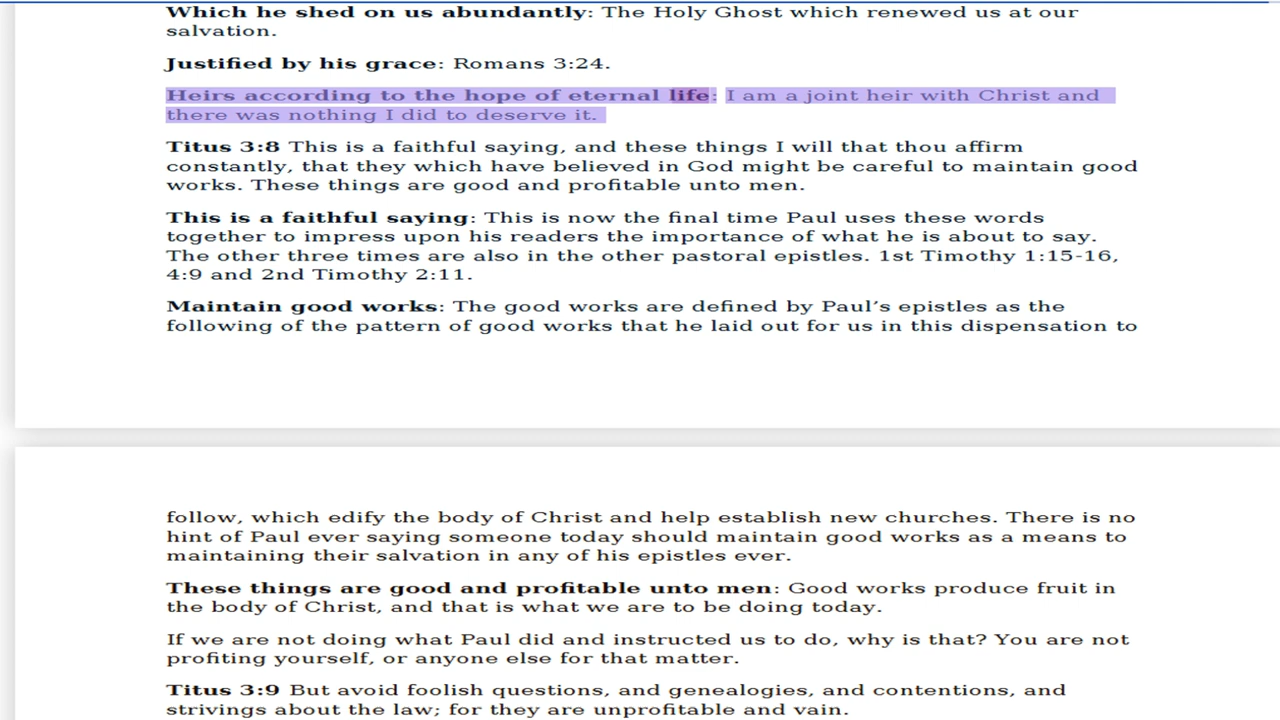 Which he shed on us abundantly: The Holy Ghost which renewed us at our
salvation.
Justified by his grace: Romans 3:24.
Heirs according to the hope of eternal life: I am a joint heir with Christ and
there was nothing I did to deserve it.
Titus 3:8 This is a faithful saying, and these things I will that thou affirm
constantly, that they which have believed in God might be careful to maintain good
works. These things are good and profitable unto men.
This is a faithful saying: This is now the final time Paul uses these words
together to impress upon his readers the importance of what he is about to say.
The other three times are also in the other pastoral epistles. 1st Timothy 1:15-16,
4:9 and 2nd Timothy 2:11.
Maintain good works: The good works are defined by Paul’s epistles as the
following of the pattern of good works that he laid out for us in this dispensation to
follow, which edify the body of Christ and help establish new churches. There is no
hint of Paul ever saying someone today should maintain good works as a means to
maintaining their salvation in any of his epistles ever.
These things are good and profitable unto men: Good works produce fruit in
the body of Christ, and that is what we are to be doing today.
If we are not doing what Paul did and instructed us to do, why is that? You are not
profiting yourself, or anyone else for that matter.
Titus 3:9 But avoid foolish questions, and genealogies, and contentions, and
strivings about the law; for they are unprofitable and vain.